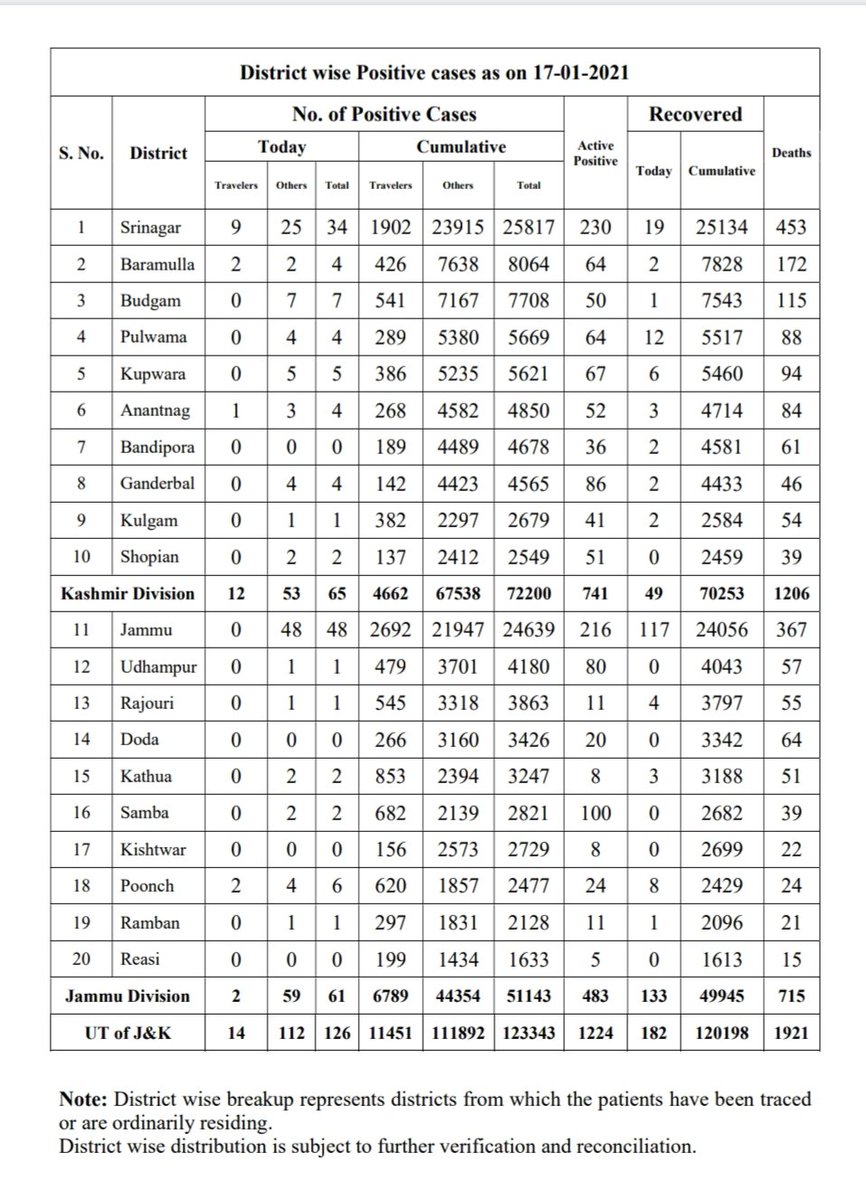 District wise Positive cases as on 17-01-2021
S. No. District No. of Positive Cases Active Positive Recovered Deaths
Today Cumulative Today Cumulative
Travelers Others Total Travelers Others Total
1 Srinagar 9 25 34 1902 23915 25817 230 19 25134 453
2 Baramulla 2 2 4 426 7638 8064 64 2 7828 172
3 Budgam 0 7 7 541 7167 7708 50 1 7543 115
4 Pulwama 0 4 4 289 5380 5669 64 12 5517 88
5 Kupwara 0 5 5 386 5235 5621 67 6 5460 94
6 Anantnag 1 3 4 268 4582 4850 52 3 4714 84
7 Bandipora 0 0 0 189 4489 4678 36 2 4581 61
8 Ganderbal 0 4 4 142 4423 4565 86 2 4433 46
9 Kulgam 0 1 1 382 2297 2679 41 2 2584 54
10 Shopian 0 2 2 137 2412 2549 51 0 2459 39
Kashmir Division 12 53 65 4662 67538 72200 741 49 70253 1206
11 Jammu 0 48 48 2692 21947 24639 216 117 24056 367
12 Udhampur 0 1 1 479 3701 4180 80 0 4043 57
13 Rajouri 0 1 1 545 3318 3863 11 4 3797 55
14 Doda 0 0 0 266 3160 3426 20 0 3342 64
15 Kathua 0 2 2 853 2394 3247 8 3 3188 51
16 Samba 0 2 2 682 2139 2821 100 0 2682 39
17 Kishtwar 0 0 0 156 2573 2729 8 0 2699 22
18 Poonch 2 4 6 620 1857 2477 24 8 2429 24
19 Ramban 0 1 1 297 1831 2128 11 1 2096 21
20 Reasi 0 0 0 199 1434 1633 5 0 1613 15
Jammu Division 2 59 61 6789 44354 51143 483 133 49945 715
UT of J&K 14 112 126 11451 111892 123343 1224 182 120198 1921
Note: District wise breakup represents districts from which the patients have been traced
or are ordinarily residing.
District wise distribution is subject to further verification and reconciliation.